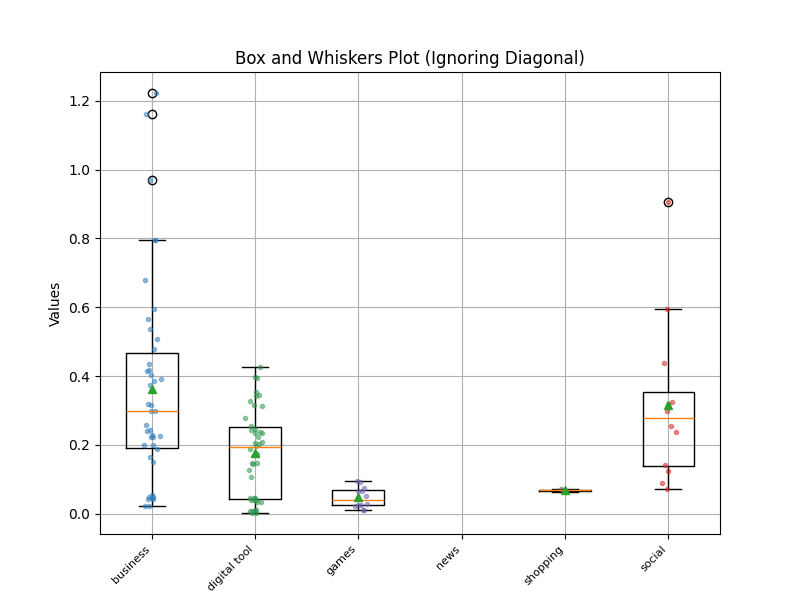 Box and Whiskers Plot (Ignoring Diagonal)
Values
1.2
1.0
0.8
0.6
0.4
0.2
0.0
business
digital tool
games
news
shopping
social